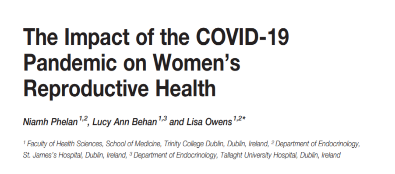 The Impact of the COVID-19
Pandemic on Women's
Reproductive Health
Niamh Phelan 1,2, Lucy Ann Behan 1,3 and Lisa Owens 1,2*
1 Faculty of Health Sciences, School of Medicine, Trinity College Dublin, Dublin, Ireland, 2 Department of Endocrinology,
St. James's Hospital, Dublin, Ireland, 3 Department of Endocrinology, Tallaght University Hospital, Dublin, Ireland